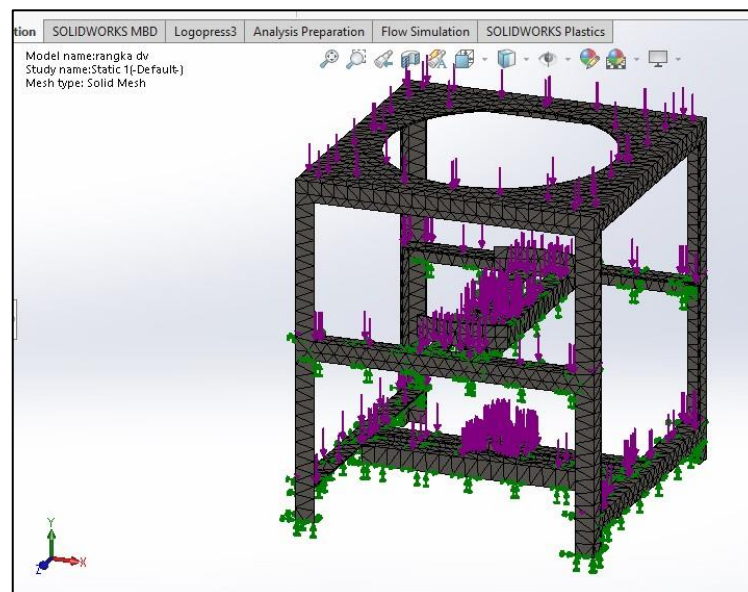 tion SOLIDWORKS MBD Logopress3 Analysis Preparation Flow Simulation SOLIDWORKS Plastics
Model name:rangka dv
Study name:Static 1(-Default-)
Mesh type: Solid Mesh
Y
X
Z